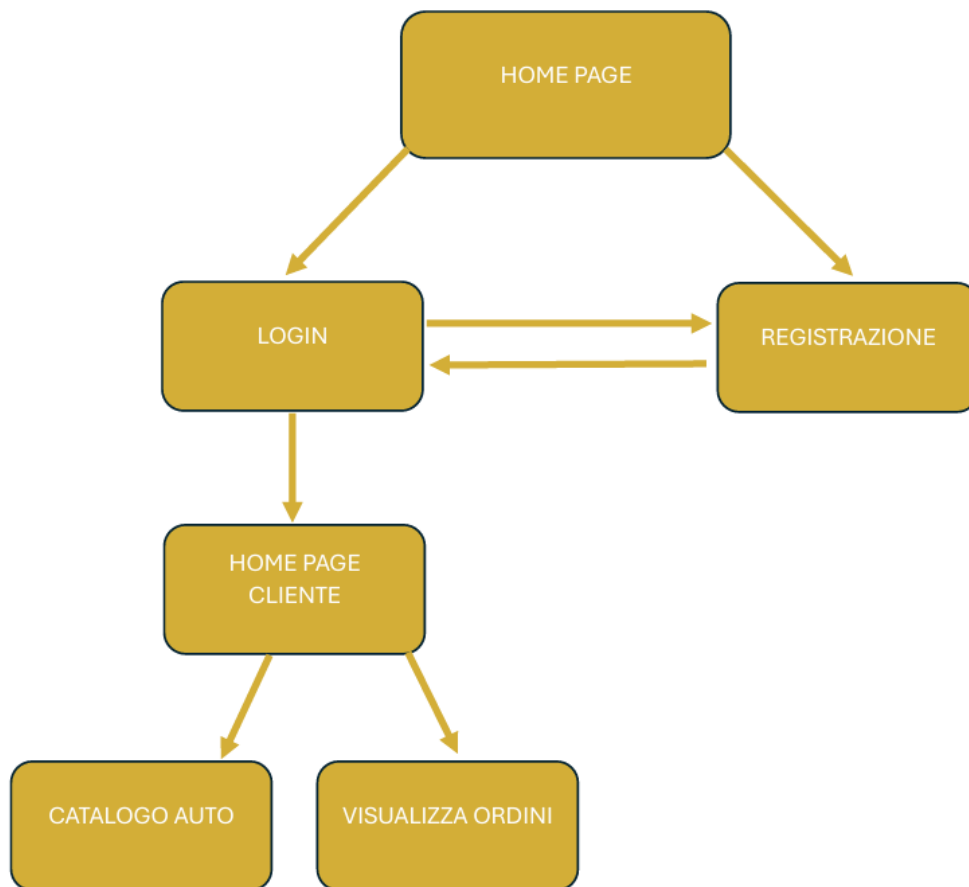 HOME PAGE
LOGIN
REGISTRAZIONE
HOME PAGE
CLIENTE
CATALOGO AUTO
VISUALIZZA ORDINI